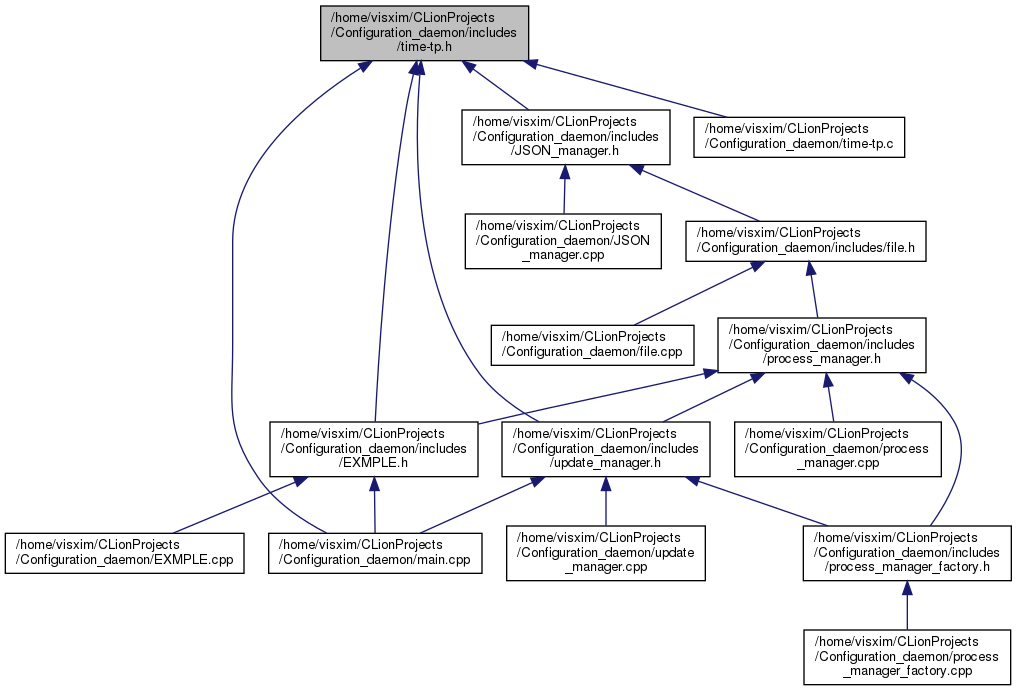 /home/visxim/CLionProjects
/Configuration_daemon/includes
/time-tp.h
/home/visxim/CLionProjects
/Configuration_daemon/includes
/JSON_manager.h
/home/visxim/CLionProjects
/Configuration_daemon/time-tp.c
/home/visxim/CLionProjects
/Configuration_daemon/JSON
_manager.cpp
/home/visxim/CLionProjects
/Configuration_daemon/includes/file.h
/home/visxim/CLionProjects
/Configuration_daemon/file.cpp
/home/visxim/CLionProjects
/Configuration_daemon/includes
/process_manager.h
/home/visxim/CLionProjects
/Configuration_daemon/includes
/EXMPLE.h
/home/visxim/CLionProjects
/Configuration_daemon/includes
/update_manager.h
/home/visxim/CLionProjects
/Configuration_daemon/process
_manager.cpp
/home/visxim/CLionProjects
/Configuration_daemon/EXMPLE.cpp
/home/visxim/CLionProjects
/Configuration_daemon/main.cpp
/home/visxim/CLionProjects
/Configuration_daemon/update
_manager.cpp
/home/visxim/CLionProjects
/Configuration_daemon/includes
/process_manager_factory.h
/home/visxim/CLionProjects
/Configuration_daemon/process
_manager_factory.cpp